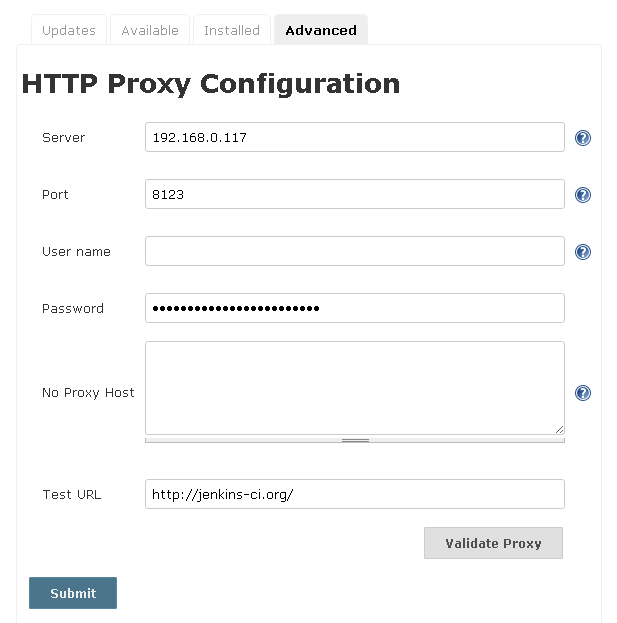 Updates Available Installed Advanced
HTTP Proxy Configuration
Server 192.168.0.117 ?
Port 8123 ?
User name ?
Password ••••••••••••••••••••••••
No Proxy Host ?
Test URL http://jenkins-ci.org/
Validate Proxy
Submit